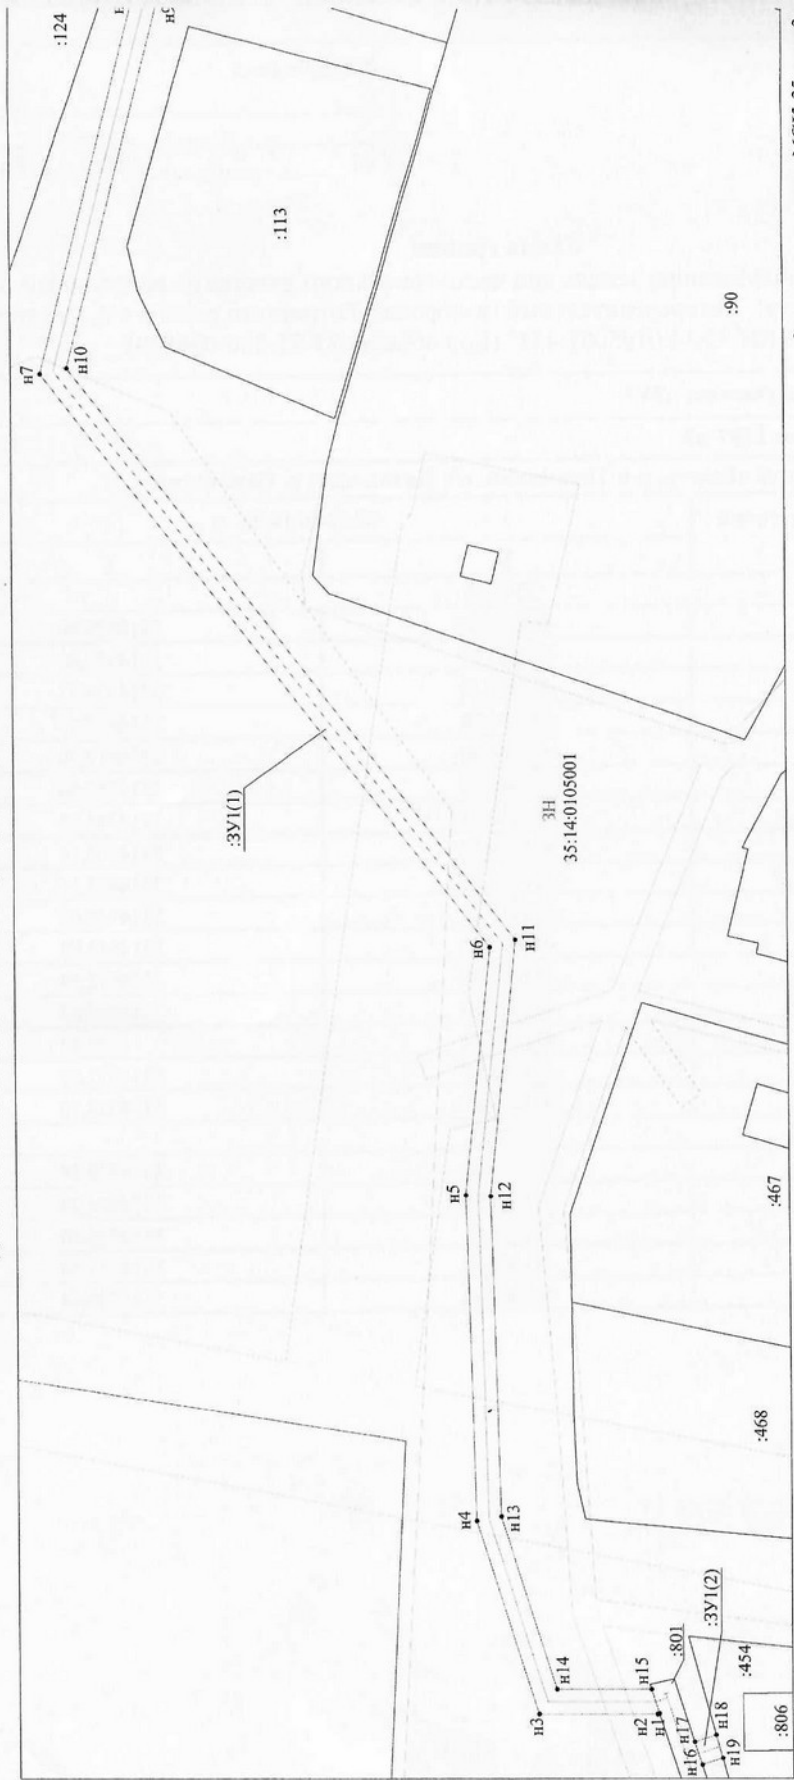 :124
н9
:113
н7
н10
:90
:ЗУ1(1)
ЗН
35:14:0105001
н6
н11
н5
н12
:467
:468
н4
н13
:ЗУ1(2)
:801
:454
н14
н15
н3
н2
н1
н17
н18
н16
н19
:806